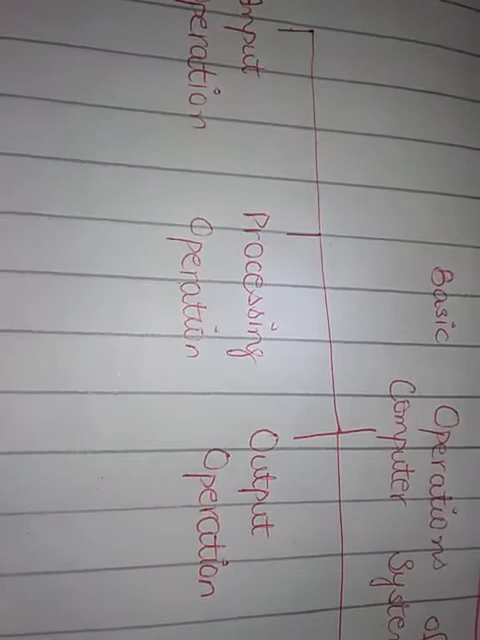 Basic Operations of
Computer System
Input
Operation
Processing
Operation
Output
Operation